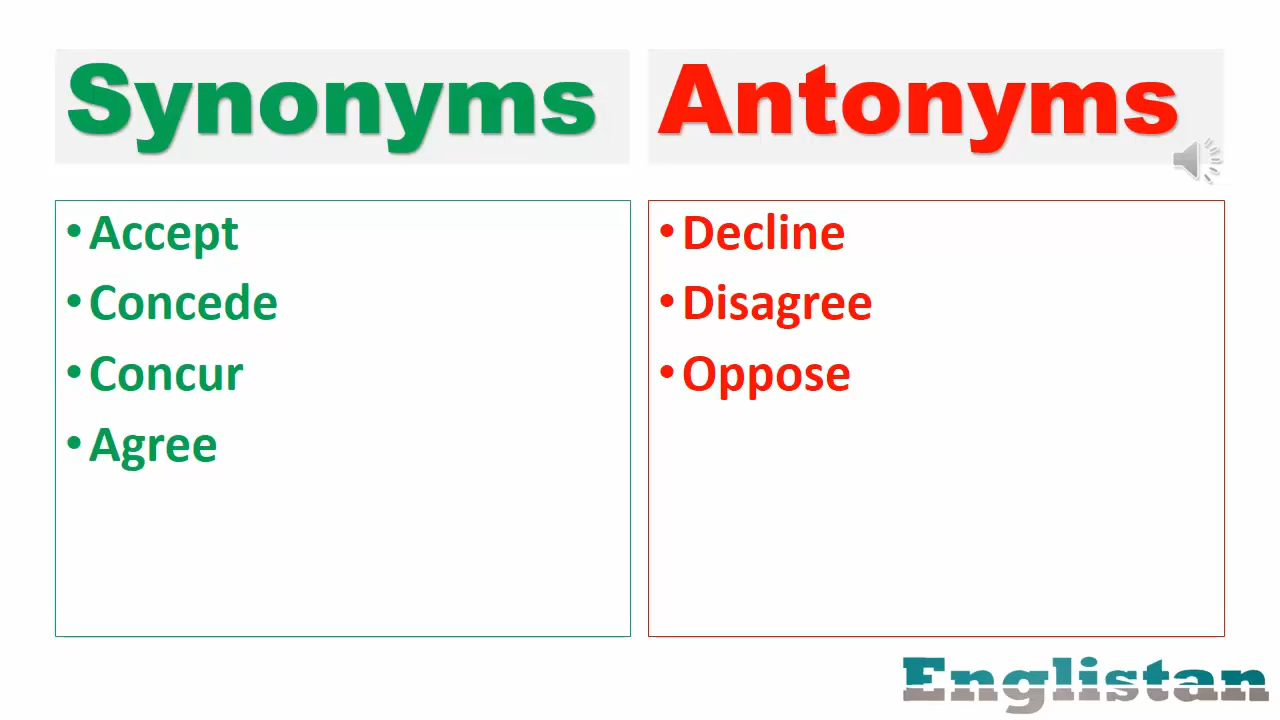 Synonyms
Antonyms
• Accept
• Concede
• Concur
• Agree
• Decline
• Disagree
• Oppose
Englistan